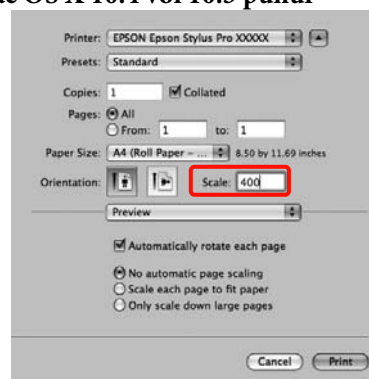 OS X 10.4 või 10.5 puhul
Printer: EPSON Epson Stylus Pro XXXXX
Presets: Standard
Copies: 1 Collated
Pages: All
From: 1 to: 1
Paper Size: A4 (Roll Paper - ... 8.50 by 11.69 inches
Orientation: Scale: 400
Preview
Automatically rotate each page
No automatic page scaling
Scale each page to fit paper
Only scale down large pages
Cancel Print